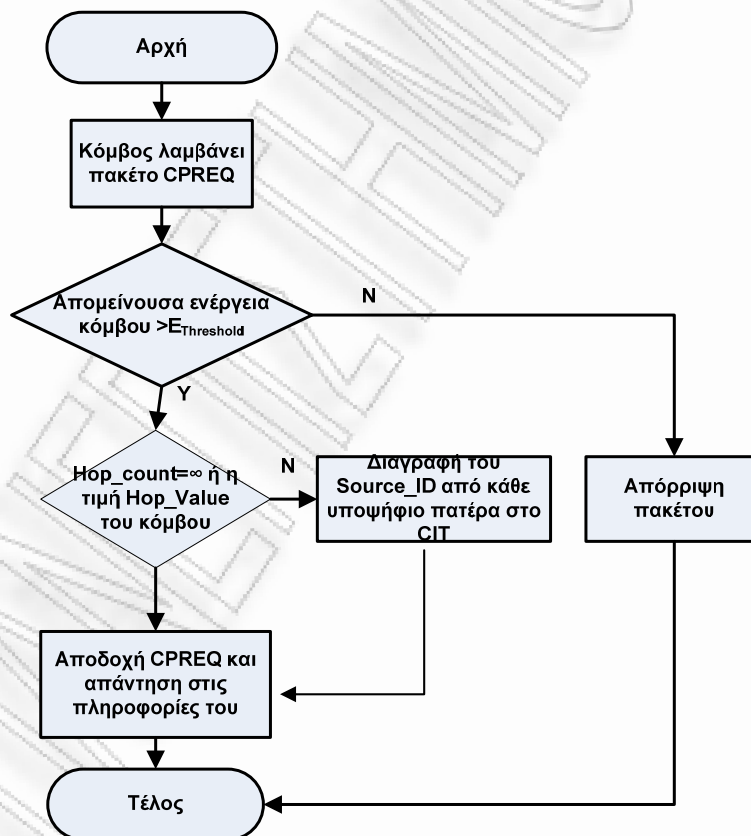 Αρχή
Κόμβος λαμβάνει
πακέτο CPREQ
Απομείνουσα ενέργεια
κόμβου >E_Threshold
N
Y
Hop_count=∞ ή η
τιμή Hop_Value
του κόμβου
N
Διαγραφή του
Source_ID από κάθε
υποψήφιο πατέρα στο
CIT
Απόρριψη
πακέτου
Αποδοχή CPREQ και
απάντηση στις
πληροφορίες του
Τέλος